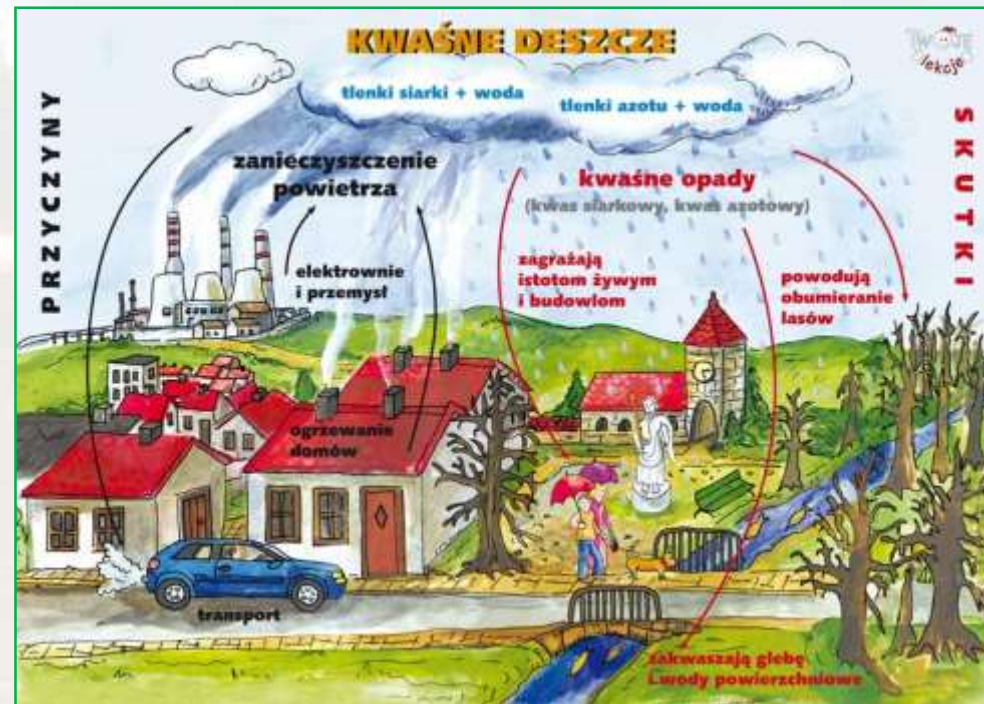 KWAŚNE DESZCZE
TWOJE
lekcje
PRZYCZYNY
SKUTKI
tlenki siarki + woda
tlenki azotu + woda
zanieczyszczenie
powietrza
kwaśne opady
(kwas siarkowy, kwas azotowy)
elektrownie
i przemysł
zagrażają
istotom żywym
i budowlom
powodują
obumieranie
lasów
ogrzewanie
domów
transport
zakwaszają glebę
i wody powierzchniowe